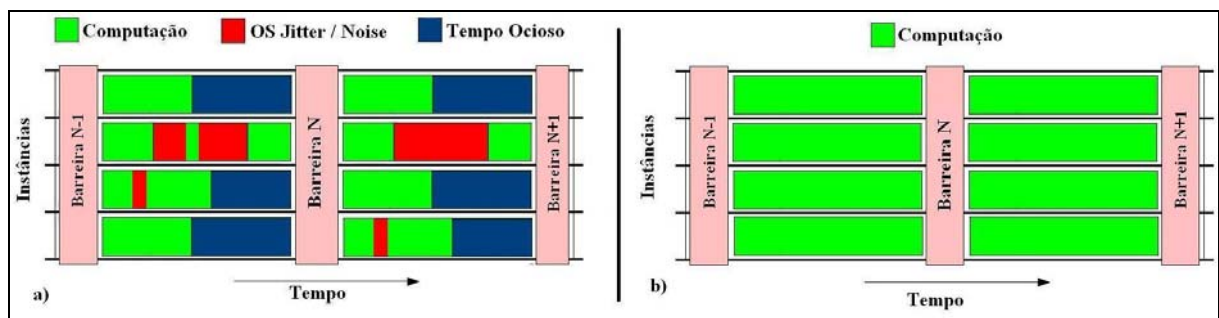 Computação
OS Jitter / Noise
Tempo Ocioso
Instâncias
Barreira N-1
Barreira N
Barreira N+1
Tempo
a)
Computação
Instâncias
Barreira N-1
Barreira N
Barreira N+1
Tempo
b)